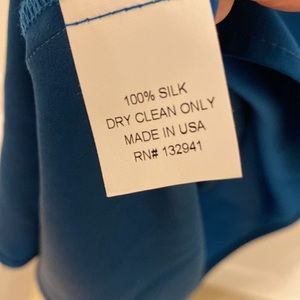 100% SILK
DRY CLEAN ONLY
MADE IN USA
RN# 132941